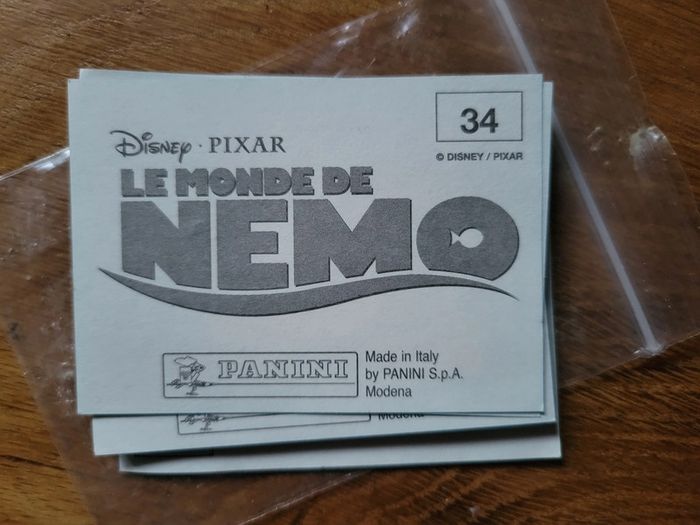 34
© DISNEY / PIXAR
Disney · PIXAR
LE MONDE DE
NEMO
PANINI
Made in Italy
by PANINI S.p.A.
Modena
Modena